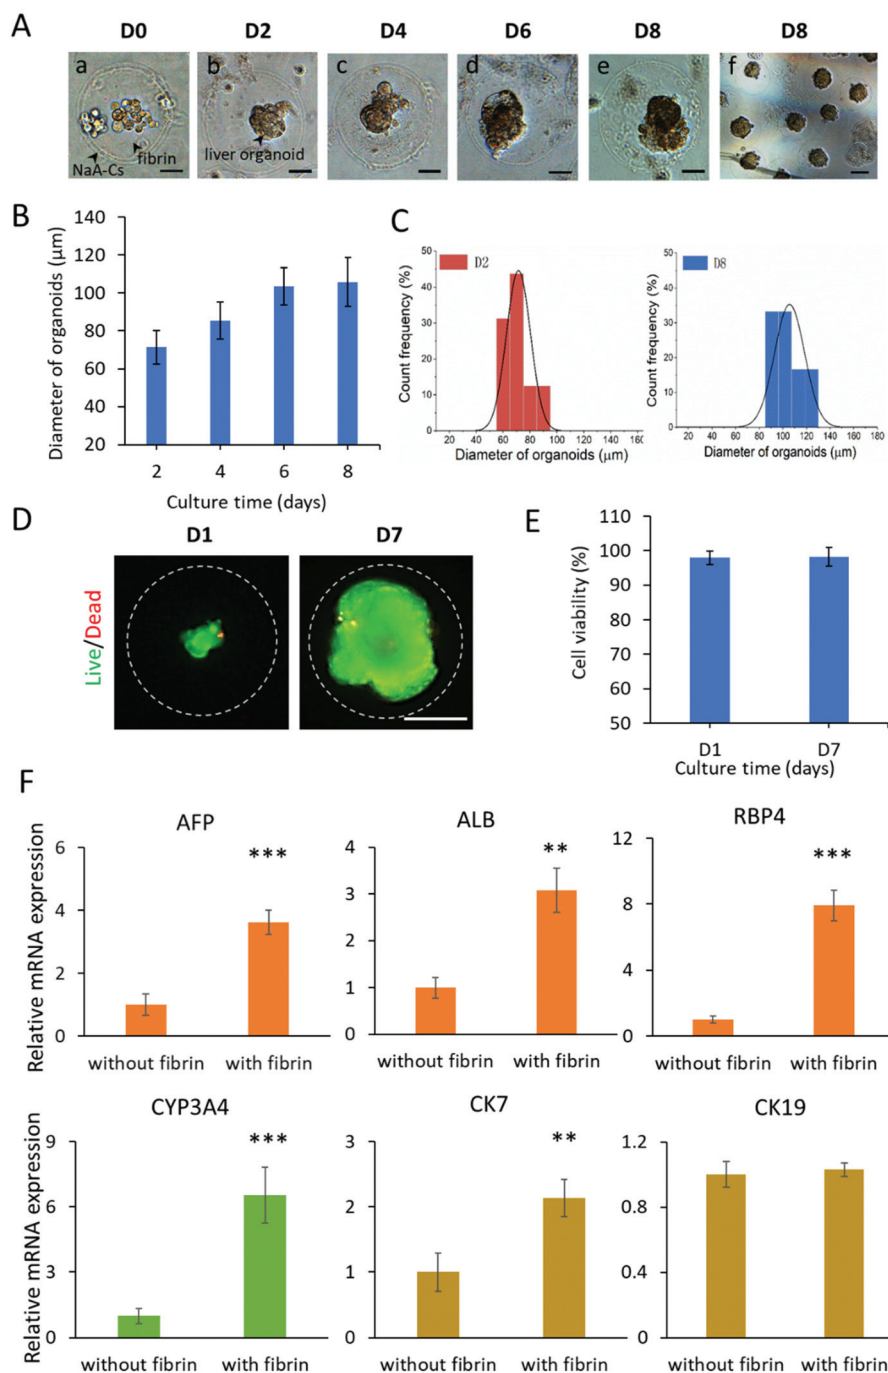 A
D0 D2 D4 D6 D8 D8
a b c d e f
NaA-Cs fibrin liver organoid
B
Diameter of organoids (μm)
140
120
100
80
60
40
20
2 4 6 8
Culture time (days)
C
Count frequency (%)
50
40
30
20
10
0
D2
20 40 60 80 100 120 140 16
Diameter of organoids (μm)
Count frequency (%)
50
40
30
20
10
0
D8
20 40 60 80 100 120 140 160 180
Diameter of organoids (μm)
D
D1 D7
Live/Dead
E
Cell viability (%)
100
90
80
70
60
50
D1 D7
Culture time (days)
F
AFP
Relative mRNA expression
6
4
2
0
***
without fibrin with fibrin
ALB
4
3
2
1
0
**
without fibrin with fibrin
RBP4
12
8
4
0
***
without fibrin with fibrin
CYP3A4
Relative mRNA expression
9
6
3
0
***
without fibrin with fibrin
CK7
3
2
1
0
**
without fibrin with fibrin
CK19
1.2
0.8
0.4
0
without fibrin with fibrin